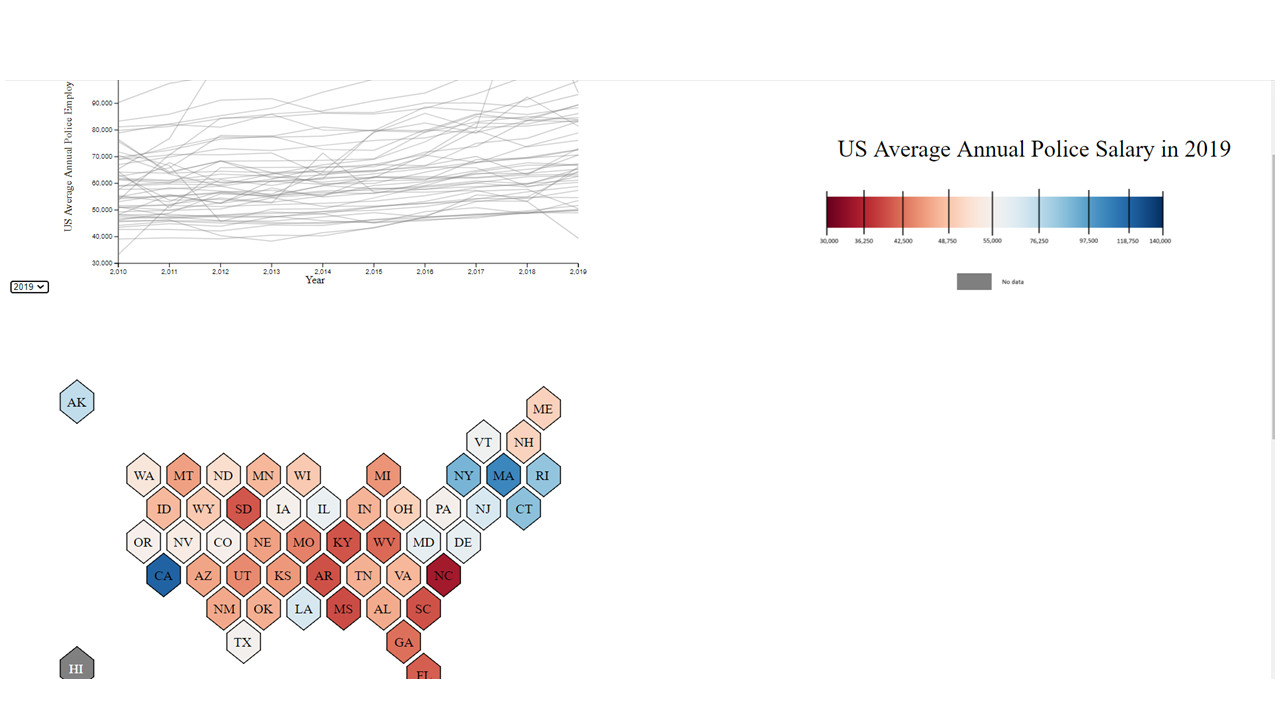 US Average Annual Police Employ
90,000
80,000
70,000
60,000
50,000
40,000
30,000
2,010 2,011 2,012 2,013 2,014 2,015 2,016 2,017 2,018 2,019
Year
2019
US Average Annual Police Salary in 2019
30,000 36,250 42,500 48,750 55,000 76,250 97,500 118,750 140,000
No data
AK
ME
VT NH
WA MT ND MN WI MI NY MA RI
ID WY SD IA IL IN OH PA NJ CT
OR NV CO NE MO KY WV MD DE
CA AZ UT KS AR TN VA NC
NM OK LA MS AL SC
TX GA
HI FL